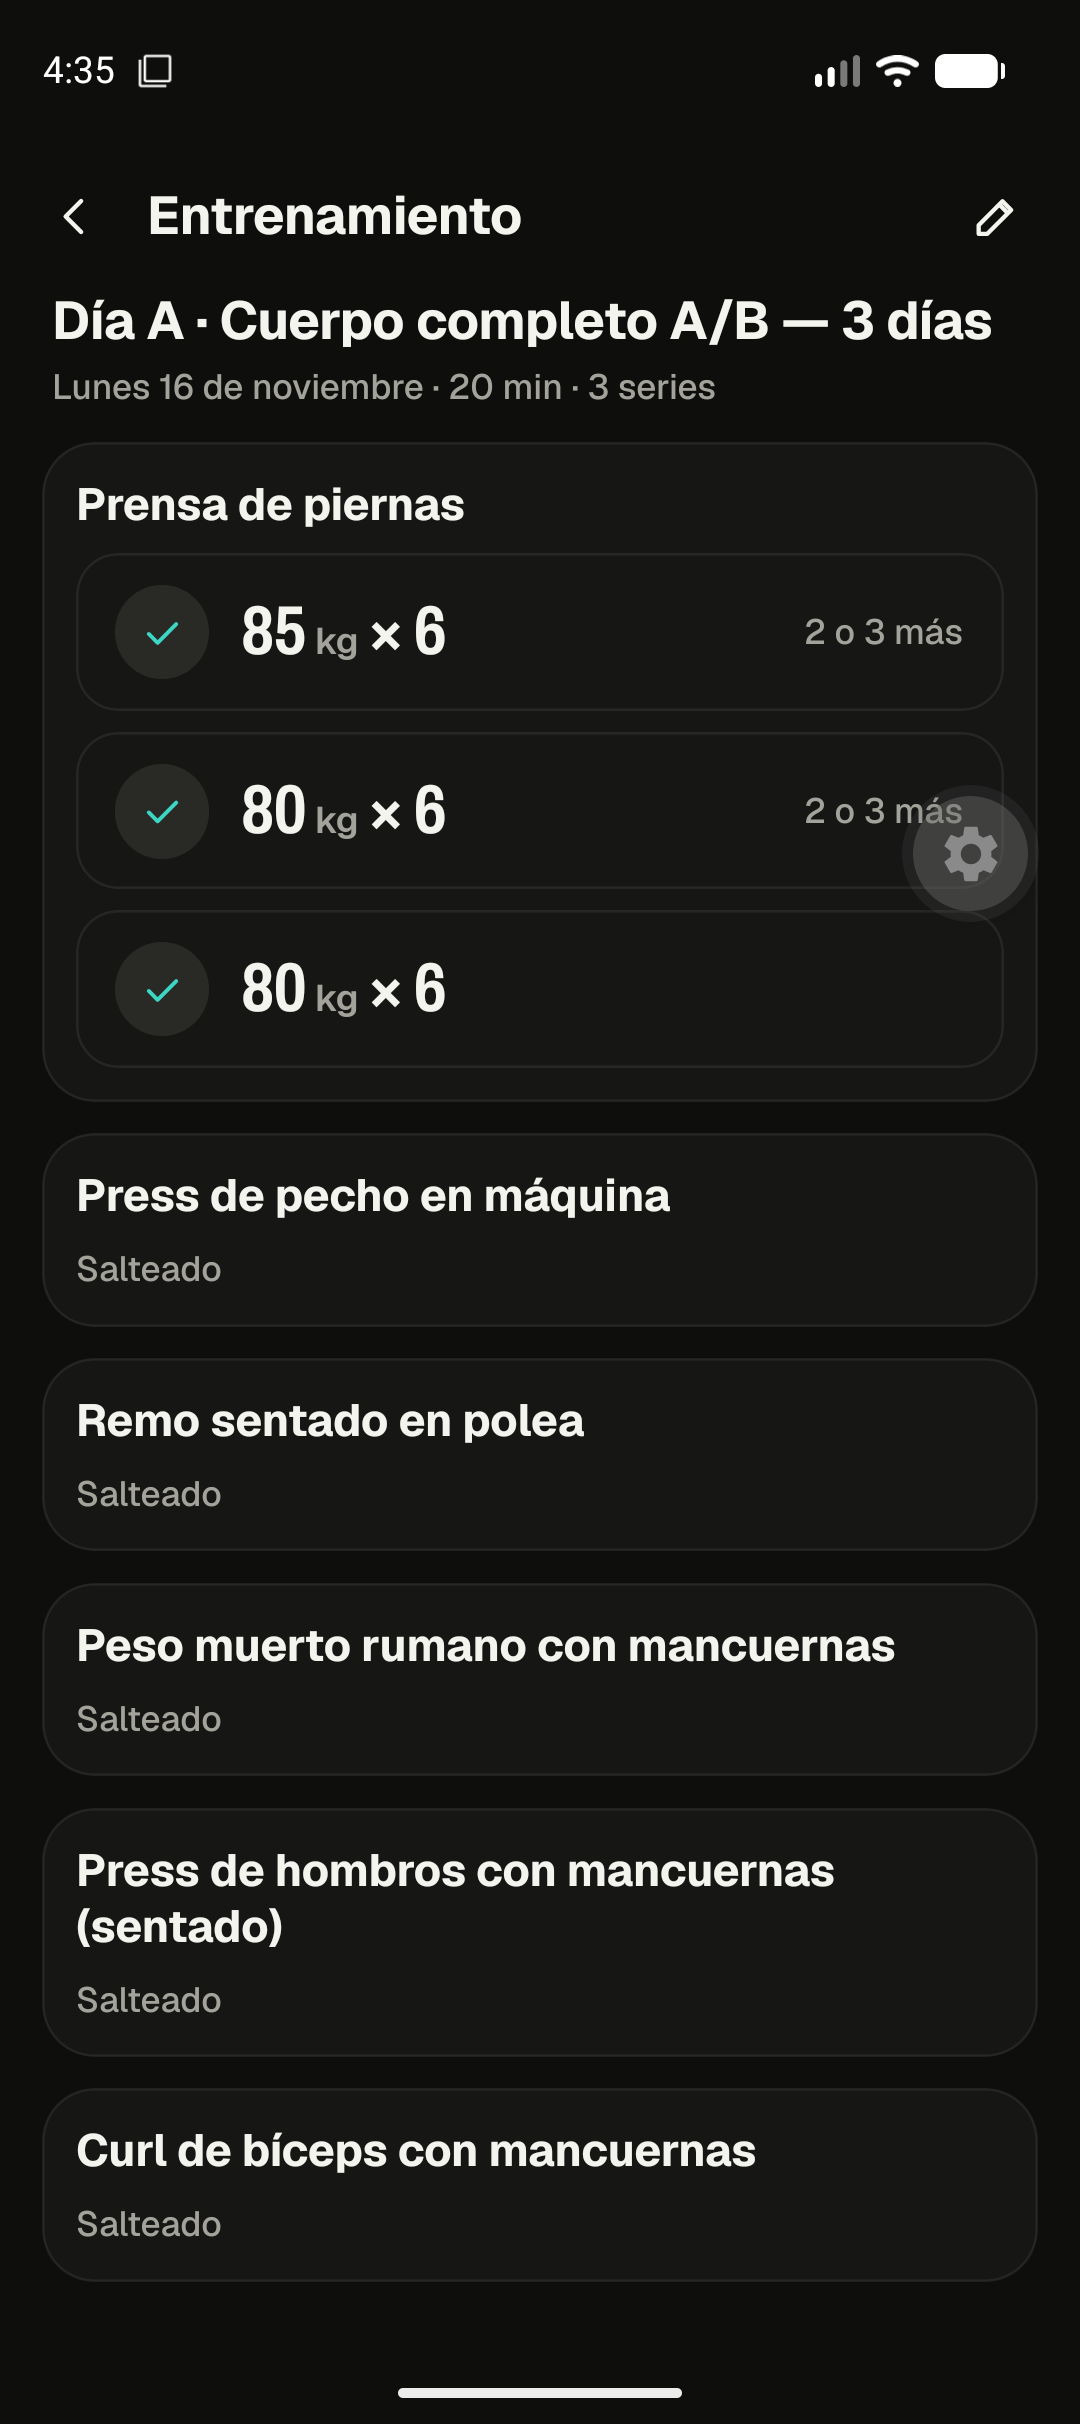 4:35
Entrenamiento
Día A · Cuerpo completo A/B — 3 días
Lunes 16 de noviembre · 20 min · 3 series
Prensa de piernas
85 kg × 6 2 o 3 más
80 kg × 6 2 o 3 más
80 kg × 6
Press de pecho en máquina
Salteado
Remo sentado en polea
Salteado
Peso muerto rumano con mancuernas
Salteado
Press de hombros con mancuernas
(sentado)
Salteado
Curl de bíceps con mancuernas
Salteado